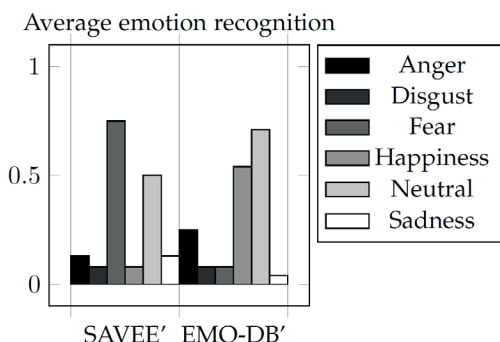 Average emotion recognition
1
0.5
0
SAVEE’ EMO-DB’
Anger
Disgust
Fear
Happiness
Neutral
Sadness